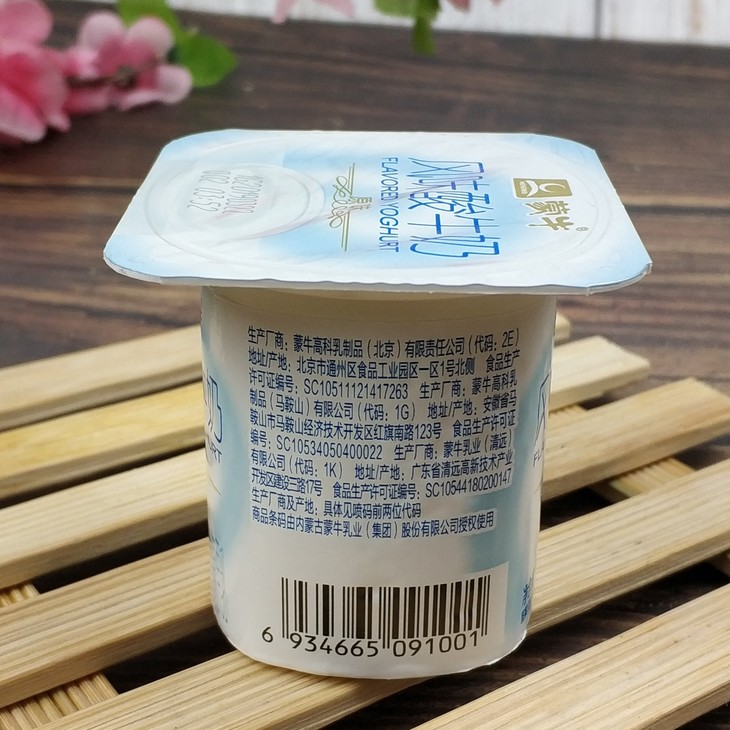 蒙牛
风味酸牛奶
FLAVORED YOGHURT
原味
生产厂商：蒙牛高科乳制品（北京）有限责任公司（代码：2E）
地址/产地：北京市通州区食品工业园区一区1号北侧 食品生产
许可证编号：SC10511121417263 生产厂商：蒙牛高科乳
制品（马鞍山）有限公司（代码：1G） 地址/产地：安徽省马
鞍山市马鞍山经济技术开发区红旗南路123号 食品生产许可证
编号：SC10534050400022 生产厂商：蒙牛乳业（清远）
有限公司（代码：1K） 地址/产地：广东省清远高新技术产业
开发区建设三路17号 食品生产许可证编号：SC10544180200147
生产厂商及产地：具体见喷码前两位代码
商品条码由内蒙古蒙牛乳业（集团）股份有限公司授权使用
6 934665 091001